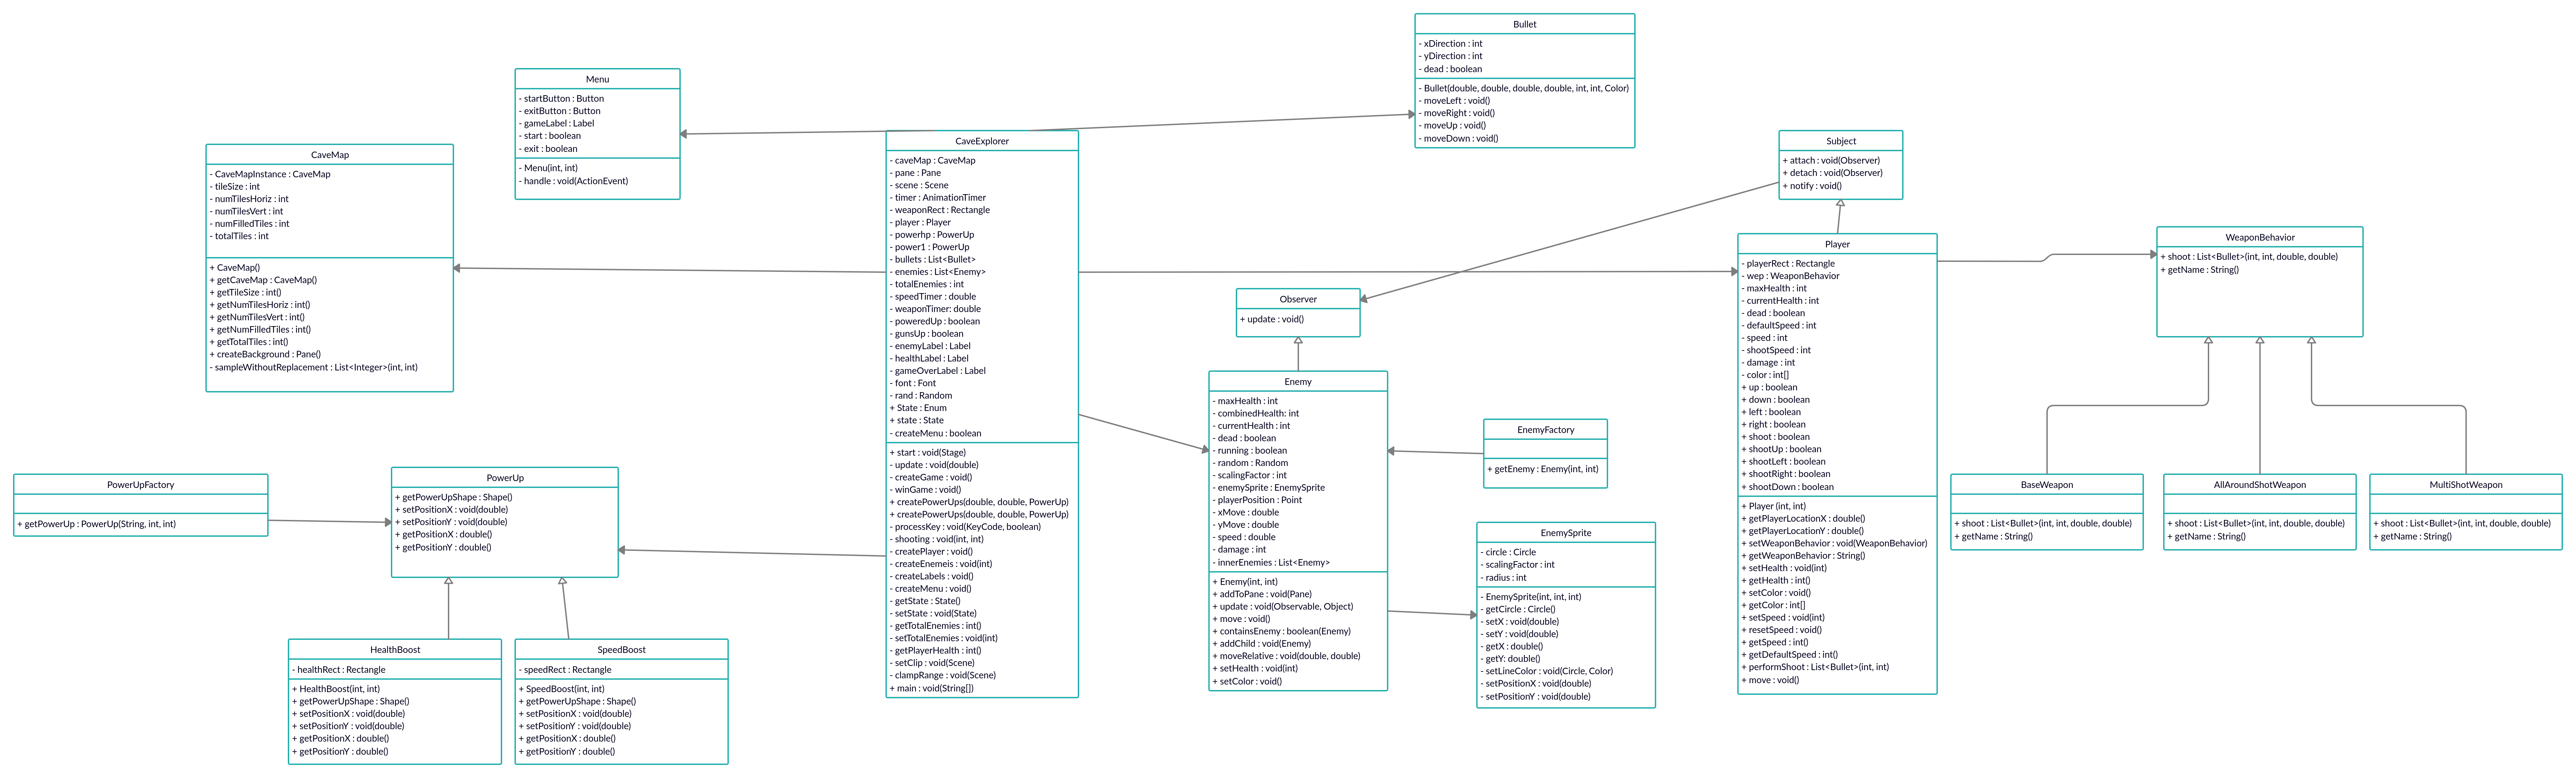 Bullet
- xDirection : int
- yDirection : int
- dead : boolean
- Bullet(double, double, double, double, int, int, Color)
- moveLeft : void()
- moveRight : void()
- moveUp : void()
- moveDown : void()
Menu
- startButton : Button
- exitButton : Button
- gameLabel : Label
- start : boolean
- exit : boolean
- Menu(int, int)
- handle : void(ActionEvent)
CaveMap
- CaveMapInstance : CaveMap
- tileSize : int
- numTilesHoriz : int
- numTilesVert : int
- numFilledTiles : int
- totalTiles : int
+ CaveMap()
+ getCaveMap : CaveMap()
+ getTileSize : int()
+ getNumTilesHoriz : int()
+ getNumTilesVert : int()
+ getNumFilledTiles : int()
+ getTotalTiles : int()
+ createBackground : Pane()
- sampleWithoutReplacement : List<Integer>(int, int)
CaveExplorer
- caveMap : CaveMap
- pane : Pane
- scene : Scene
- timer : AnimationTimer
- weaponRect : Rectangle
- player : Player
- powerhp : PowerUp
- power1 : PowerUp
- bullets : List<Bullet>
- enemies : List<Enemy>
- totalEnemies : int
- speedTimer : double
- weaponTimer: double
- poweredUp : boolean
- gunsUp : boolean
- enemyLabel : Label
- healthLabel : Label
- gameOverLabel : Label
- font : Font
- rand : Random
+ State : Enum
+ state : State
- createMenu : boolean
+ start : void(Stage)
- update : void(double)
- createGame : void()
- winGame : void()
+ createPowerUps(double, double, PowerUp)
+ createPowerUps(double, double, PowerUp)
- processKey : void(KeyCode, boolean)
- shooting : void(int, int)
- createPlayer : void()
- createEnemeis : void(int)
- createLabels : void()
- createMenu : void()
- getState : State()
- setState : void(State)
- getTotalEnemies : int()
- setTotalEnemies : void(int)
- getPlayerHealth : int()
- setClip : void(Scene)
- clampRange : void(Scene)
+ main : void(String[])
Subject
+ attach : void(Observer)
+ detach : void(Observer)
+ notify : void()
Player
- playerRect : Rectangle
- wep : WeaponBehavior
- maxHealth : int
- currentHealth : int
- dead : boolean
- defaultSpeed : int
- speed : int
- shootSpeed : int
- damage : int
- color : int[]
+ up : boolean
+ down : boolean
+ left : boolean
+ right : boolean
+ shoot : boolean
+ shootUp : boolean
+ shootLeft : boolean
+ shootRight : boolean
+ shootDown : boolean
+ Player (int, int)
+ getPlayerLocationX : double()
+ getPlayerLocationY : double()
+ setWeaponBehavior : void(WeaponBehavior)
+ getWeaponBehavior : String()
+ setHealth : void(int)
+ getHealth : int()
+ setColor : void()
+ getColor : int[]
+ setSpeed : void(int)
+ resetSpeed : void()
+ getSpeed : int()
+ getDefaultSpeed : int()
+ performShoot : List<Bullet>(int, int)
+ move : void()
WeaponBehavior
+ shoot : List<Bullet>(int, int, double, double)
+ getName : String()
Observer
+ update : void()
Enemy
- maxHealth : int
- combinedHealth: int
- currentHealth : int
- dead : boolean
- running : boolean
- random : Random
- scalingFactor : int
- enemySprite : EnemySprite
- playerPosition : Point
- xMove : double
- yMove : double
- speed : double
- damage : int
- innerEnemies : List<Enemy>
+ Enemy(int, int)
+ addToPane : void(Pane)
+ update : void(Observable, Object)
+ move : void()
+ containsEnemy : boolean(Enemy)
+ addChild : void(Enemy)
+ moveRelative : void(double, double)
+ setHealth : void(int)
+ setColor : void()
EnemyFactory
+ getEnemy : Enemy(int, int)
EnemySprite
- circle : Circle
- scalingFactor : int
- radius : int
- EnemySprite(int, int, int)
- getCircle : Circle()
- setX : void(double)
- setY : void(double)
- getX : double()
- getY: double()
- setLineColor : void(Circle, Color)
- setPositionX : void(double)
- setPositionY : void(double)
PowerUpFactory
+ getPowerUp : PowerUp(String, int, int)
PowerUp
+ getPowerUpShape : Shape()
+ setPositionX : void(double)
+ setPositionY : void(double)
+ getPositionX : double()
+ getPositionY : double()
BaseWeapon
+ shoot : List<Bullet>(int, int, double, double)
+ getName : String()
AllAroundShotWeapon
+ shoot : List<Bullet>(int, int, double, double)
+ getName : String()
MultiShotWeapon
+ shoot : List<Bullet>(int, int, double, double)
+ getName : String()
HealthBoost
- healthRect : Rectangle
+ HealthBoost(int, int)
+ getPowerUpShape : Shape()
+ setPositionX : void(double)
+ setPositionY : void(double)
+ getPositionX : double()
+ getPositionY : double()
SpeedBoost
- speedRect : Rectangle
+ SpeedBoost(int, int)
+ getPowerUpShape : Shape()
+ setPositionX : void(double)
+ setPositionY : void(double)
+ getPositionX : double()
+ getPositionY : double()